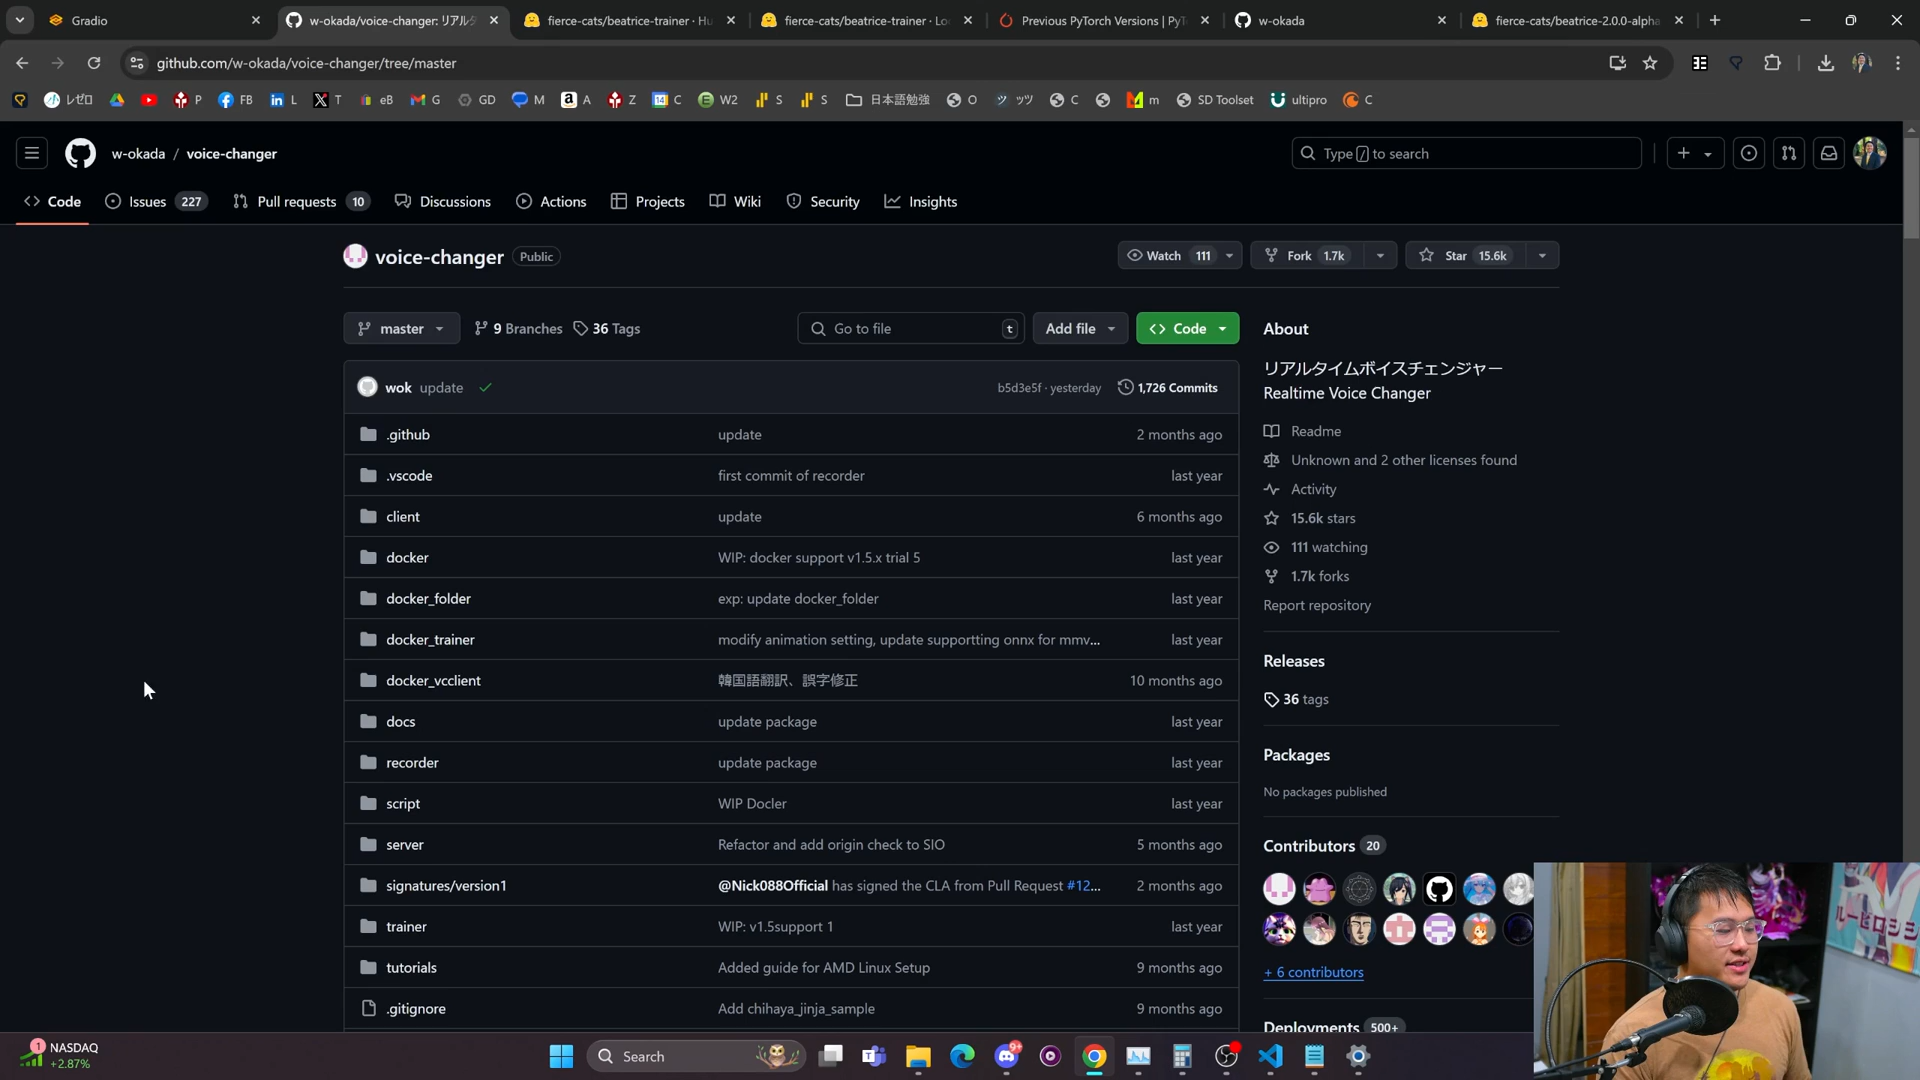 Gradio
w-okada/voice-changer: リアルタ
fierce-cats/beatrice-trainer · Hu
fierce-cats/beatrice-trainer · Lo
Previous PyTorch Versions | PyT
w-okada
fierce-cats/beatrice-2.0.0-alpha
github.com/w-okada/voice-changer/tree/master
レゼロ
P
FB
L
T
eB
G
GD
M
A
Z
C
W2
S
S
日本語勉強
O
ッツ
C
m
SD Toolset
ultipro
C
w-okada / voice-changer
Type / to search
Code
Issues 227
Pull requests 10
Discussions
Actions
Projects
Wiki
Security
Insights
voice-changer Public
Watch 111
Fork 1.7k
Star 15.6k
master
9 Branches
36 Tags
Go to file t
Add file
Code
wok update b5d3e5f · yesterday 1,726 Commits
.github update 2 months ago
.vscode first commit of recorder last year
client update 6 months ago
docker WIP: docker support v1.5.x trial 5 last year
docker_folder exp: update docker_folder last year
docker_trainer modify animation setting, update supportting onnx for mmv... last year
docker_vcclient 韓国語翻訳、誤字修正 10 months ago
docs update package last year
recorder update package last year
script WIP Docler last year
server Refactor and add origin check to SIO 5 months ago
signatures/version1 @Nick088Official has signed the CLA from Pull Request #12... 2 months ago
trainer WIP: v1.5support 1 last year
tutorials Added guide for AMD Linux Setup 9 months ago
.gitignore Add chihaya_jinja_sample 9 months ago
About
リアルタイムボイスチェンジャー
Realtime Voice Changer
Readme
Unknown and 2 other licenses found
Activity
15.6k stars
111 watching
1.7k forks
Report repository
Releases
36 tags
Packages
No packages published
Contributors 20
+ 6 contributors
Deployments 500+
1
NASDAQ
+2.87%
Search
9+